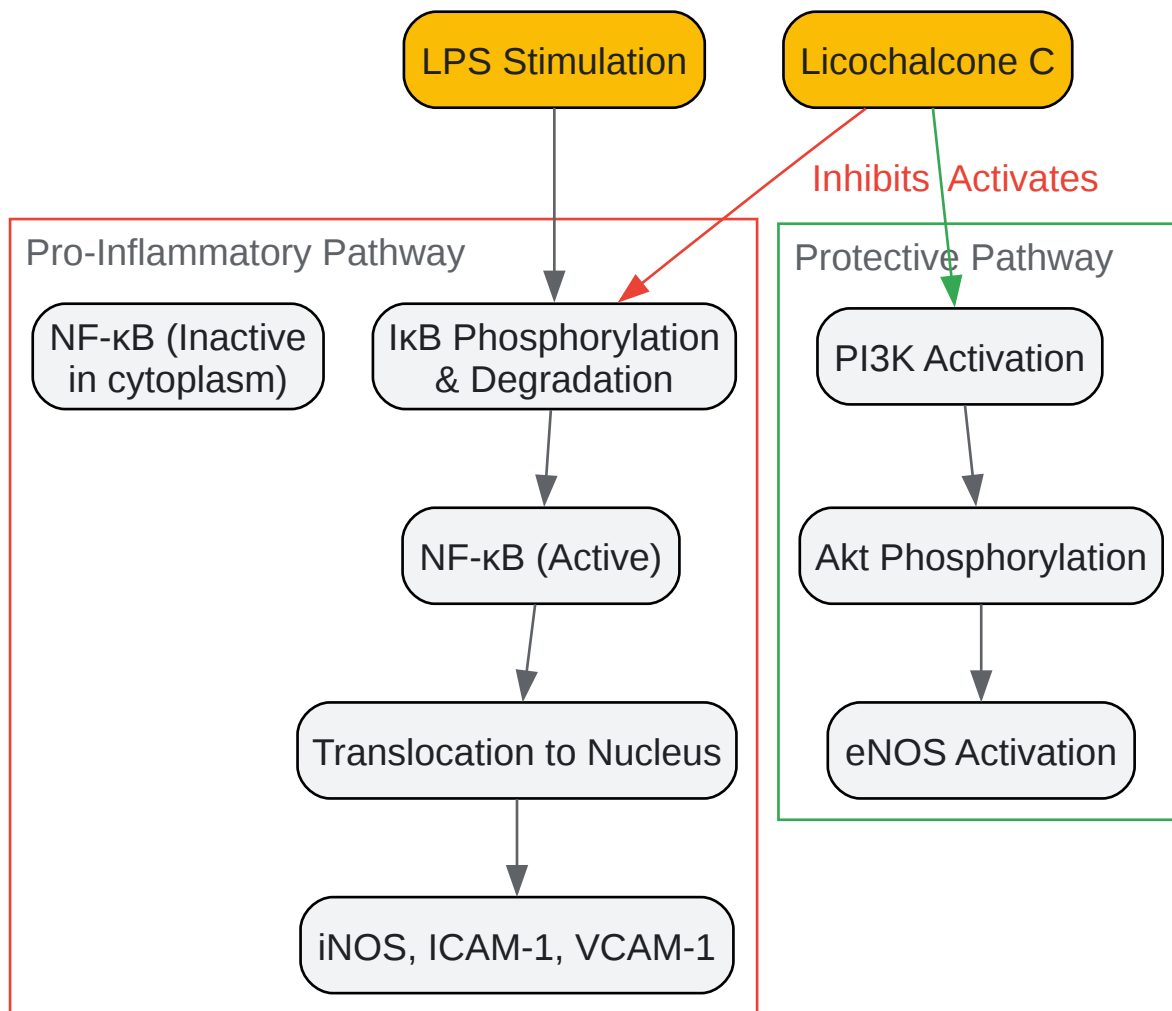 LPS Stimulation
Licochalcone C
Inhibits
Activates
Pro-Inflammatory Pathway
Protective Pathway
NF-κB (Inactive
in cytoplasm)
IκB Phosphorylation
& Degradation
PI3K Activation
NF-κB (Active)
Akt Phosphorylation
Translocation to Nucleus
eNOS Activation
iNOS, ICAM-1, VCAM-1